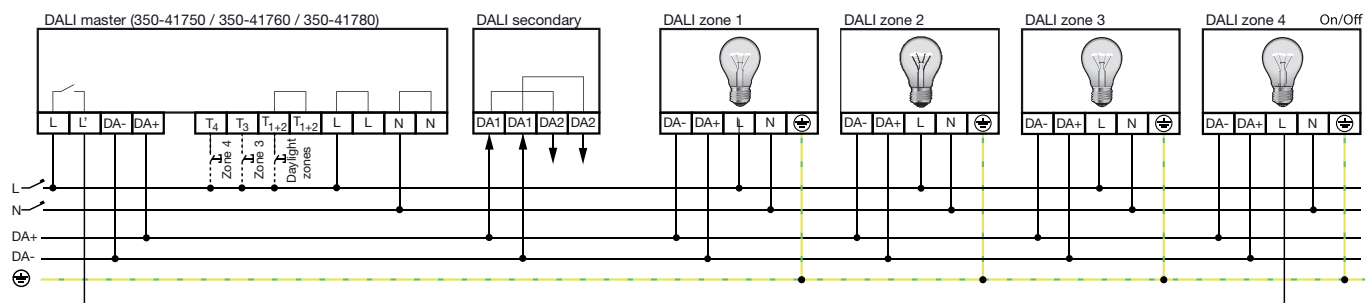 DALI master (350-41750 / 350-41760 / 350-41780)
DALI secondary
DALI zone 1
DALI zone 2
DALI zone 3
DALI zone 4
On/Off
L L' DA- DA+ T4 T3 T1+2 T1+2 L L N N
DA1 DA1 DA2 DA2
DA- DA+ L N
DA- DA+ L N
DA- DA+ L N
DA- DA+ L N
Zone 4
Zone 3
Daylight
zones
L
N
DA+
DA-